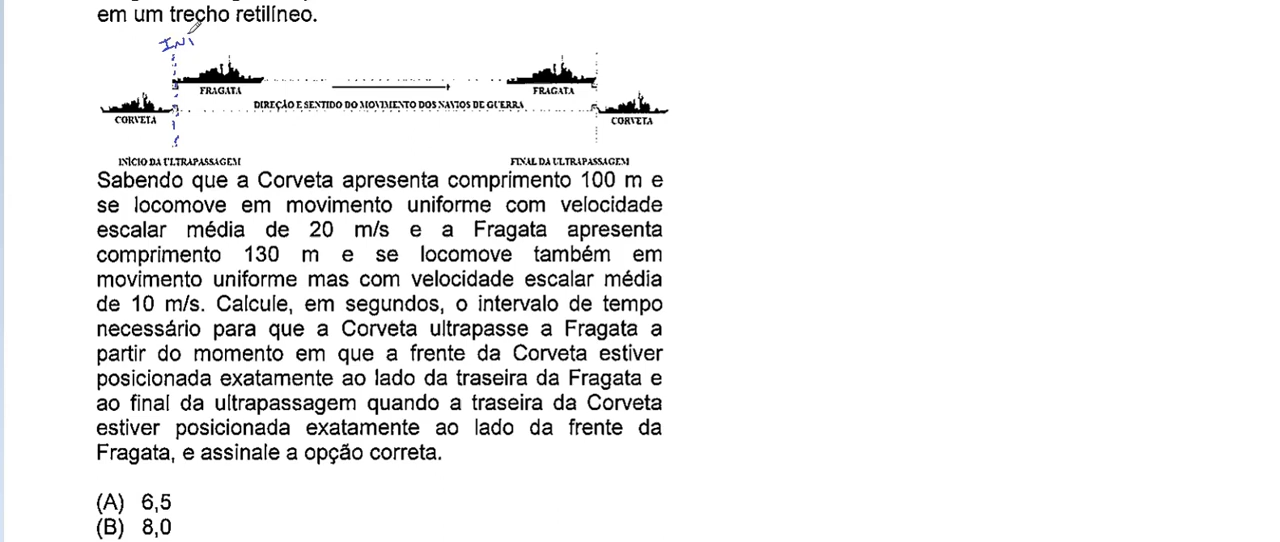 em um trecho retilíneo.
INI
FRAGATA
FRAGATA
DIREÇÃO E SENTIDO DO MOVIMENTO DOS NAVIOS DE GUERRA
CORVETA
CORVETA
INÍCIO DA ULTRAPASSAGEM
FINAL DA ULTRAPASSAGEM
Sabendo que a Corveta apresenta comprimento 100 m e
se locomove em movimento uniforme com velocidade
escalar média de 20 m/s e a Fragata apresenta
comprimento 130 m e se locomove também em
movimento uniforme mas com velocidade escalar média
de 10 m/s. Calcule, em segundos, o intervalo de tempo
necessário para que a Corveta ultrapasse a Fragata a
partir do momento em que a frente da Corveta estiver
posicionada exatamente ao lado da traseira da Fragata e
ao final da ultrapassagem quando a traseira da Corveta
estiver posicionada exatamente ao lado da frente da
Fragata, e assinale a opção correta.
(A) 6,5
(B) 8,0